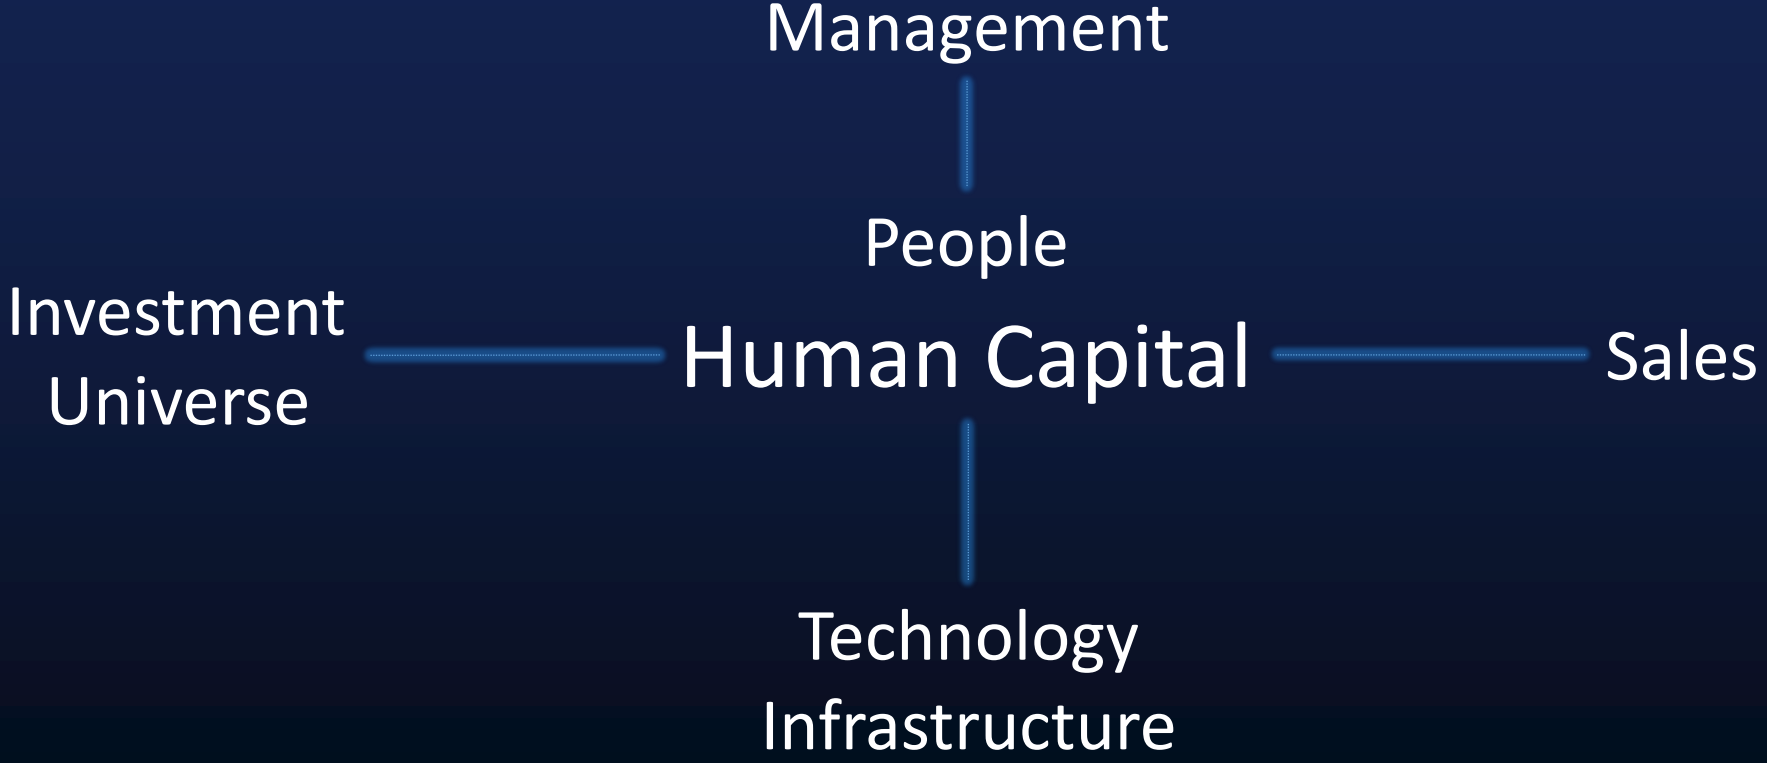 Management
People
Investment
Universe
Human Capital
Sales
Technology
Infrastructure